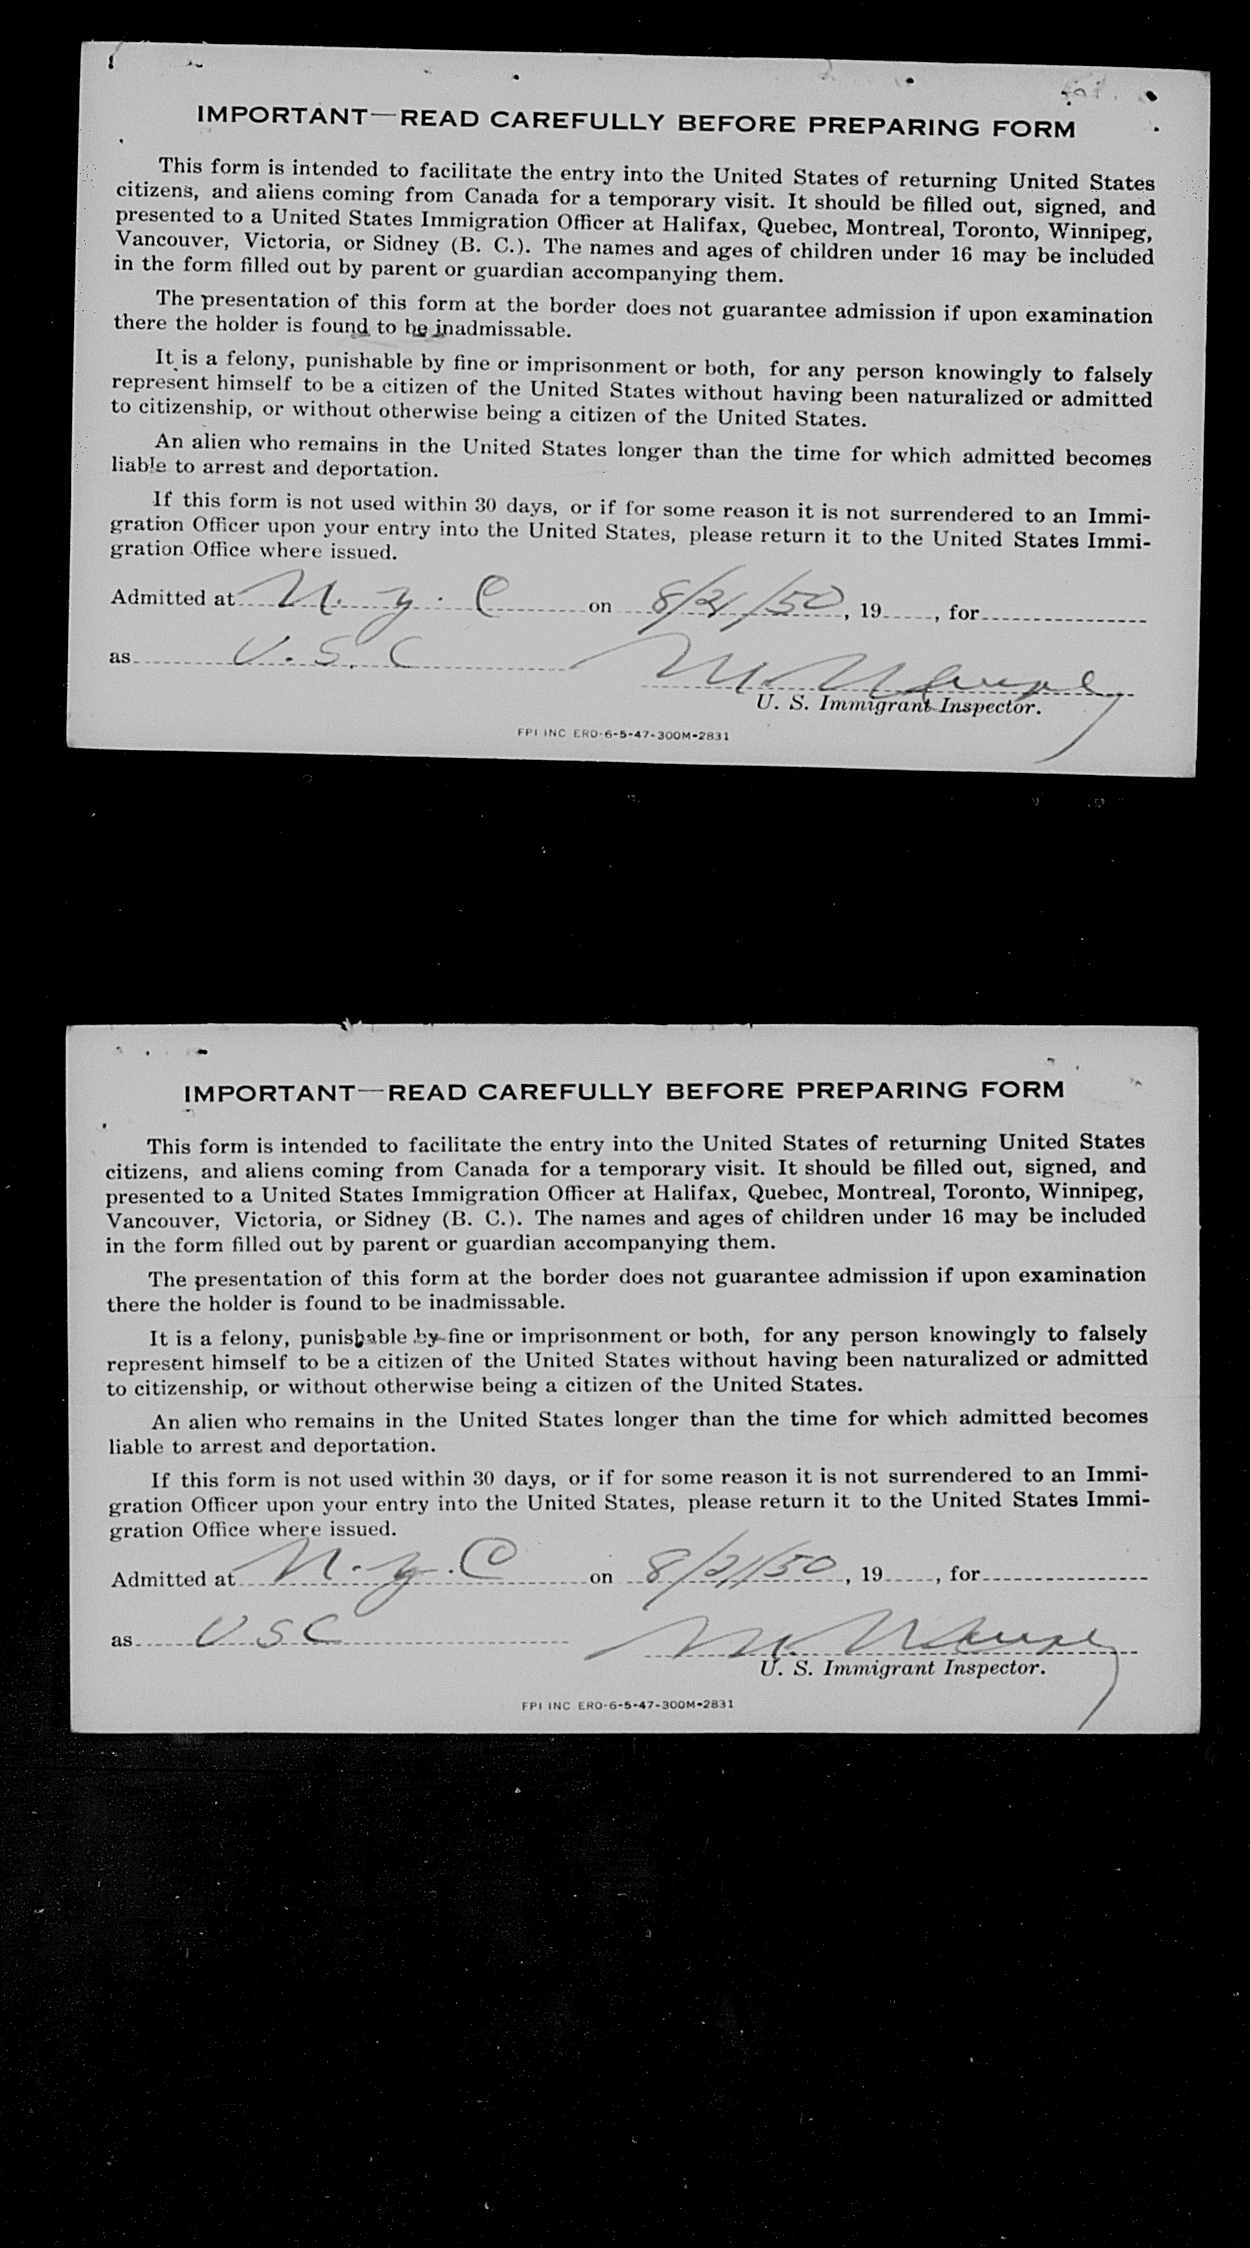 IMPORTANT—READ CAREFULLY BEFORE PREPARING FORM
This form is intended to facilitate the entry into the United States of returning United States
citizens, and aliens coming from Canada for a temporary visit. It should be filled out, signed, and
presented to a United States Immigration Officer at Halifax, Quebec, Montreal, Toronto, Winnipeg,
Vancouver, Victoria, or Sidney (B. C.). The names and ages of children under 16 may be included
in the form filled out by parent or guardian accompanying them.
The presentation of this form at the border does not guarantee admission if upon examination
there the holder is found to be inadmissable.
It is a felony, punishable by fine or imprisonment or both, for any person knowingly to falsely
represent himself to be a citizen of the United States without having been naturalized or admitted
to citizenship, or without otherwise being a citizen of the United States.
An alien who remains in the United States longer than the time for which admitted becomes
liable to arrest and deportation.
If this form is not used within 30 days, or if for some reason it is not surrendered to an Immi-
gration Officer upon your entry into the United States, please return it to the United States Immi-
gration Office where issued.
Admitted at N. Y. C on 8/21/50, 19, for
as U. S. C
U. S. Immigrant Inspector.
FPI INC ERO-6-5-47-300M-2831
IMPORTANT—READ CAREFULLY BEFORE PREPARING FORM
This form is intended to facilitate the entry into the United States of returning United States
citizens, and aliens coming from Canada for a temporary visit. It should be filled out, signed, and
presented to a United States Immigration Officer at Halifax, Quebec, Montreal, Toronto, Winnipeg,
Vancouver, Victoria, or Sidney (B. C.). The names and ages of children under 16 may be included
in the form filled out by parent or guardian accompanying them.
The presentation of this form at the border does not guarantee admission if upon examination
there the holder is found to be inadmissable.
It is a felony, punishable by fine or imprisonment or both, for any person knowingly to falsely
represent himself to be a citizen of the United States without having been naturalized or admitted
to citizenship, or without otherwise being a citizen of the United States.
An alien who remains in the United States longer than the time for which admitted becomes
liable to arrest and deportation.
If this form is not used within 30 days, or if for some reason it is not surrendered to an Immi-
gration Officer upon your entry into the United States, please return it to the United States Immi-
gration Office where issued.
Admitted at N. Y. C on 8/21/50, 19, for
as USC
U. S. Immigrant Inspector.
FPI INC ERO-6-5-47-300M-2831